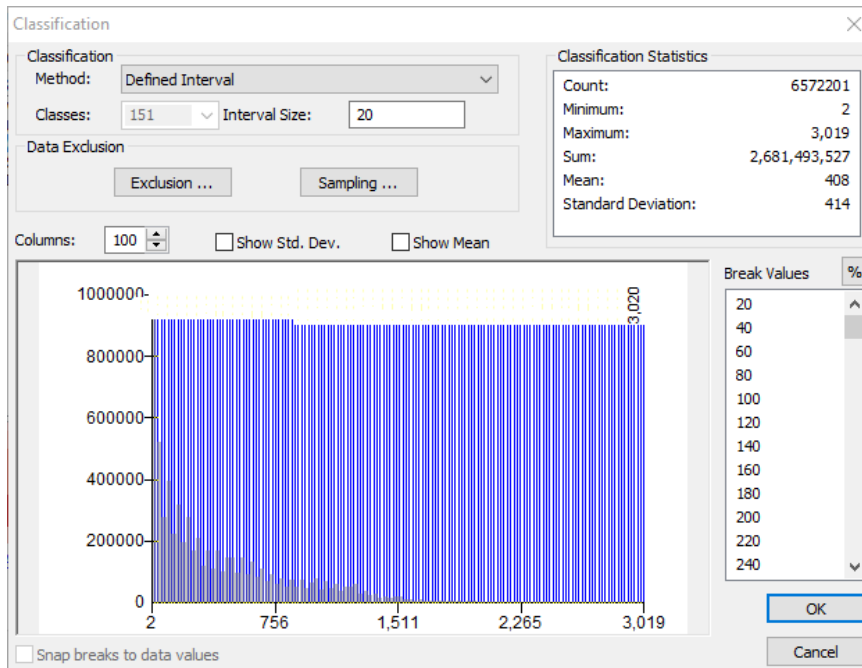 Classification
Classification
Method: Defined Interval
Classes: 151 Interval Size: 20
Data Exclusion
Exclusion ... Sampling ...
Classification Statistics
Count: 6572201
Minimum: 2
Maximum: 3,019
Sum: 2,681,493,527
Mean: 408
Standard Deviation: 414
Columns: 100 Show Std. Dev. Show Mean
1000000
800000
600000
400000
200000
0
2 756 1,511 2,265 3,019
3,020
Break Values %
20
40
60
80
100
120
140
160
180
200
220
240
Snap breaks to data values
OK
Cancel